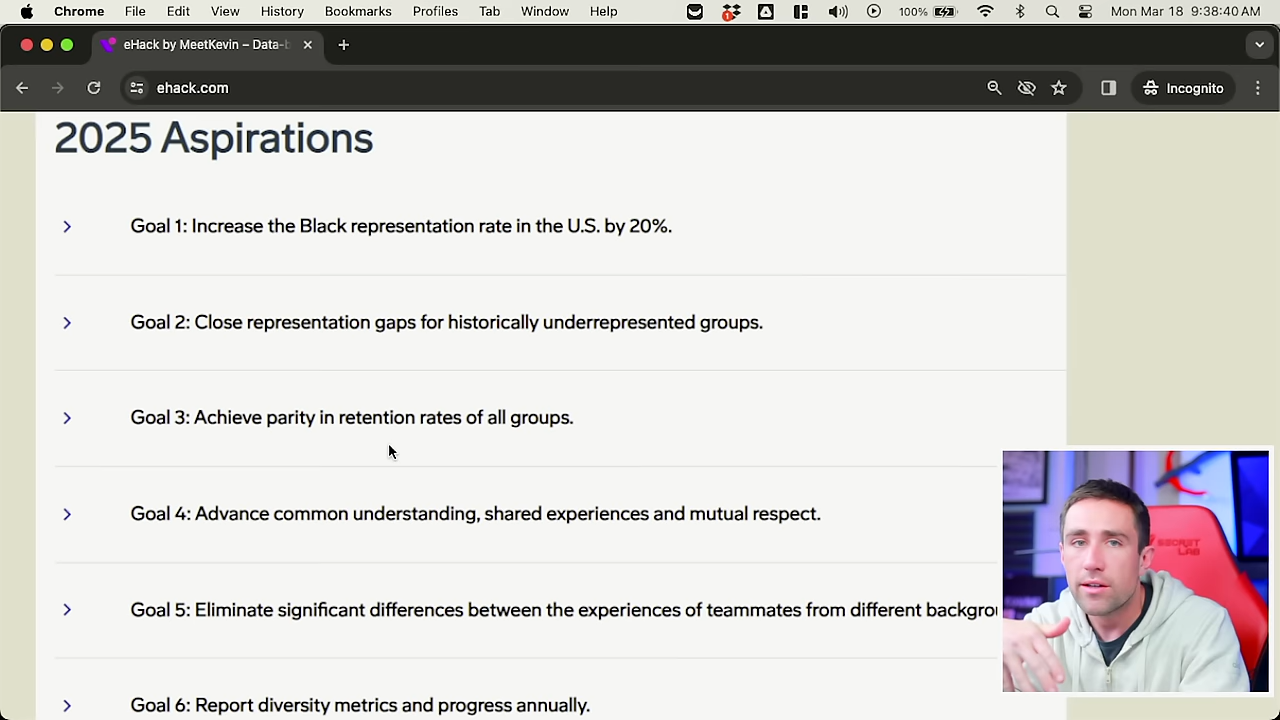 Chrome File Edit View History Bookmarks Profiles Tab Window Help 1 100% Mon Mar 18 9:38:40 AM
eHack by MeetKevin – Data-b
ehack.com Incognito
2025 Aspirations
Goal 1: Increase the Black representation rate in the U.S. by 20%.
Goal 2: Close representation gaps for historically underrepresented groups.
Goal 3: Achieve parity in retention rates of all groups.
Goal 4: Advance common understanding, shared experiences and mutual respect.
SECRET
LAB
Goal 5: Eliminate significant differences between the experiences of teammates from different backgrou
Goal 6: Report diversity metrics and progress annually.